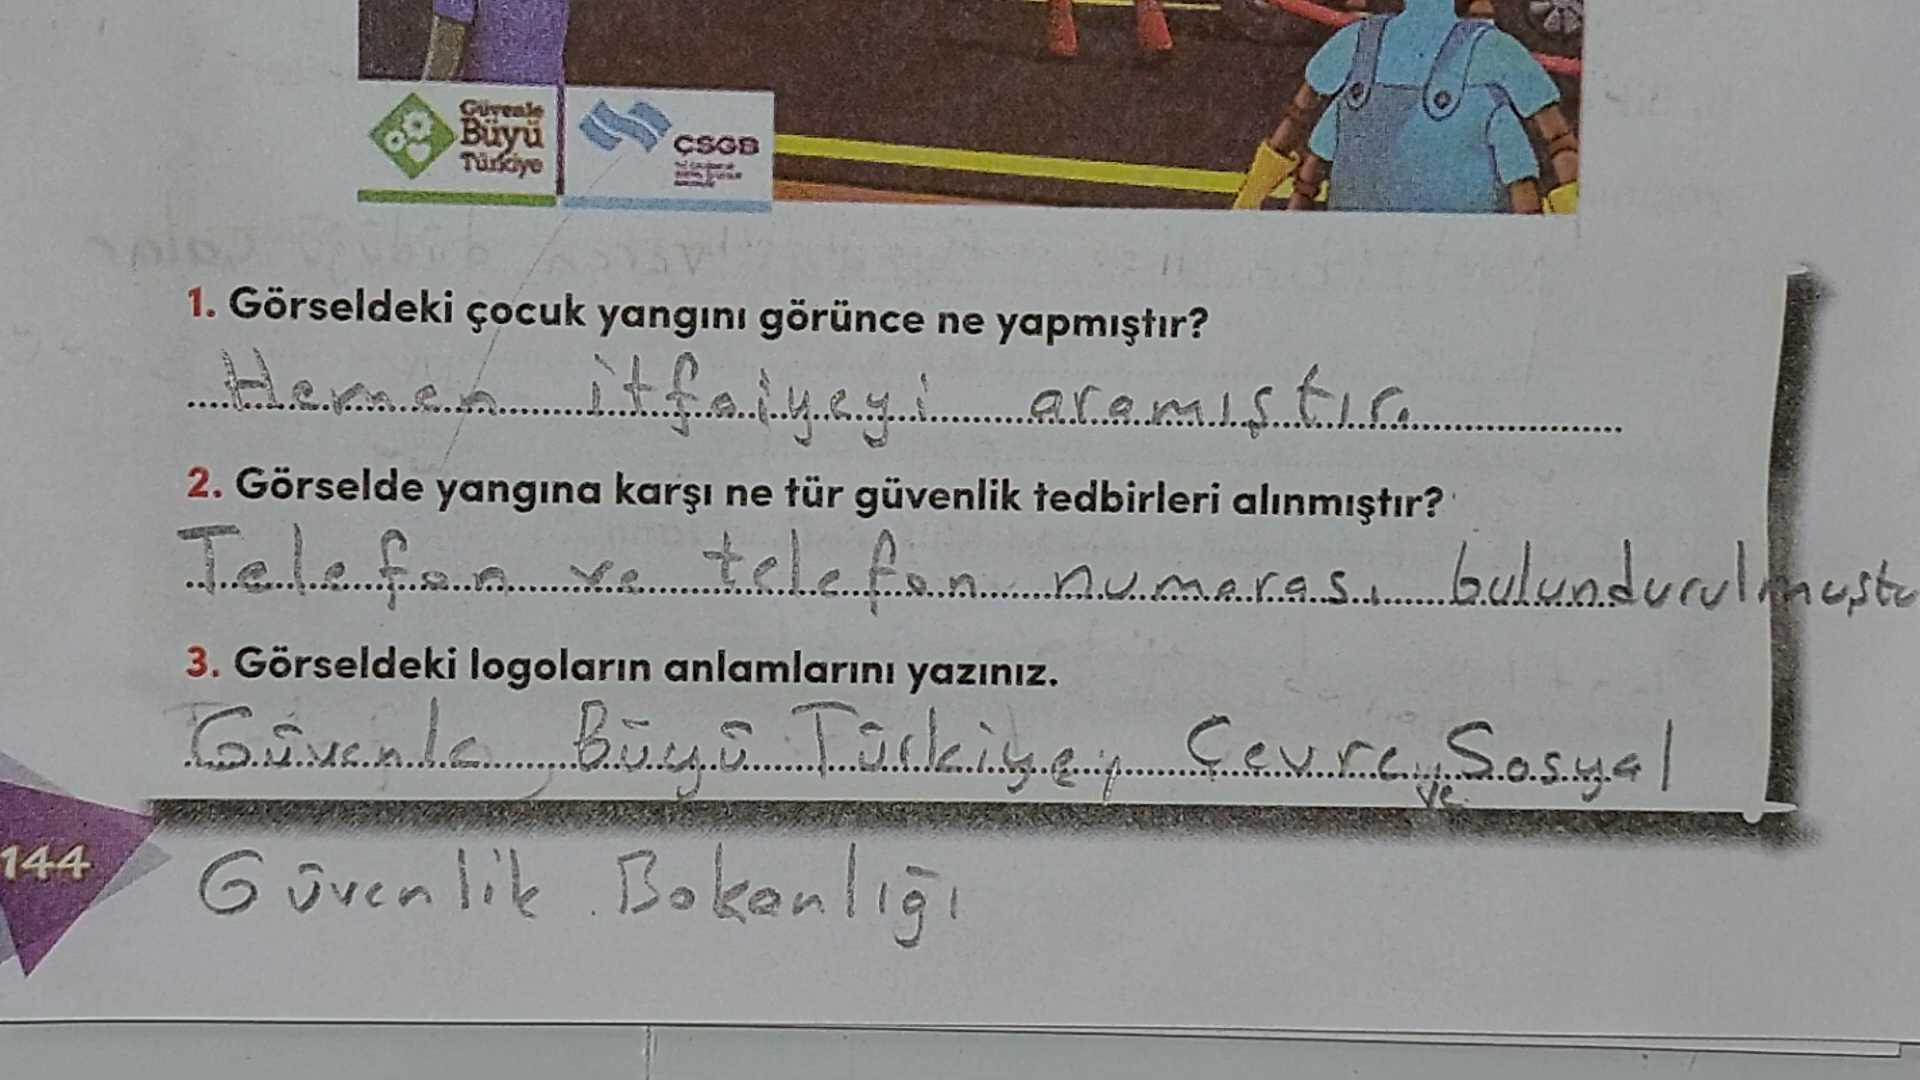 Güvenle
Büyü
Türkiye
ÇSGB
1. Görseldeki çocuk yangını görünce ne yapmıştır?
Hemen itfaiyeyi aramıştır.
2. Görselde yangına karşı ne tür güvenlik tedbirleri alınmıştır?
Telefon ve telefon numarası bulundurulmuştu
3. Görseldeki logoların anlamlarını yazınız.
Güvenle Büyü Türkiye, Çevre ve Sosyal
144
Güvenlik Bakanlığı